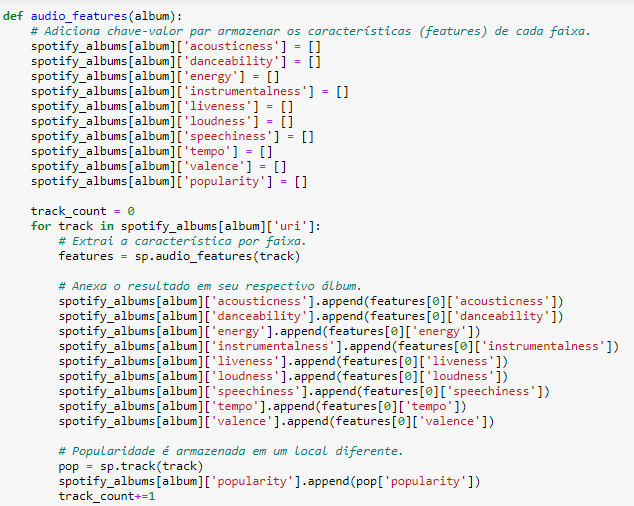 def audio_features(album):
    # Adiciona chave-valor par armazenar os características (features) de cada faixa.
    spotify_albums[album]['acousticness'] = []
    spotify_albums[album]['danceability'] = []
    spotify_albums[album]['energy'] = []
    spotify_albums[album]['instrumentalness'] = []
    spotify_albums[album]['liveness'] = []
    spotify_albums[album]['loudness'] = []
    spotify_albums[album]['speechiness'] = []
    spotify_albums[album]['tempo'] = []
    spotify_albums[album]['valence'] = []
    spotify_albums[album]['popularity'] = []

    track_count = 0
    for track in spotify_albums[album]['uri']:
        # Extrai a característica por faixa.
        features = sp.audio_features(track)

        # Anexa o resultado em seu respectivo álbum.
        spotify_albums[album]['acousticness'].append(features[0]['acousticness'])
        spotify_albums[album]['danceability'].append(features[0]['danceability'])
        spotify_albums[album]['energy'].append(features[0]['energy'])
        spotify_albums[album]['instrumentalness'].append(features[0]['instrumentalness'])
        spotify_albums[album]['liveness'].append(features[0]['liveness'])
        spotify_albums[album]['loudness'].append(features[0]['loudness'])
        spotify_albums[album]['speechiness'].append(features[0]['speechiness'])
        spotify_albums[album]['tempo'].append(features[0]['tempo'])
        spotify_albums[album]['valence'].append(features[0]['valence'])

        # Popularidade é armazenada em um local diferente.
        pop = sp.track(track)
        spotify_albums[album]['popularity'].append(pop['popularity'])
        track_count+=1